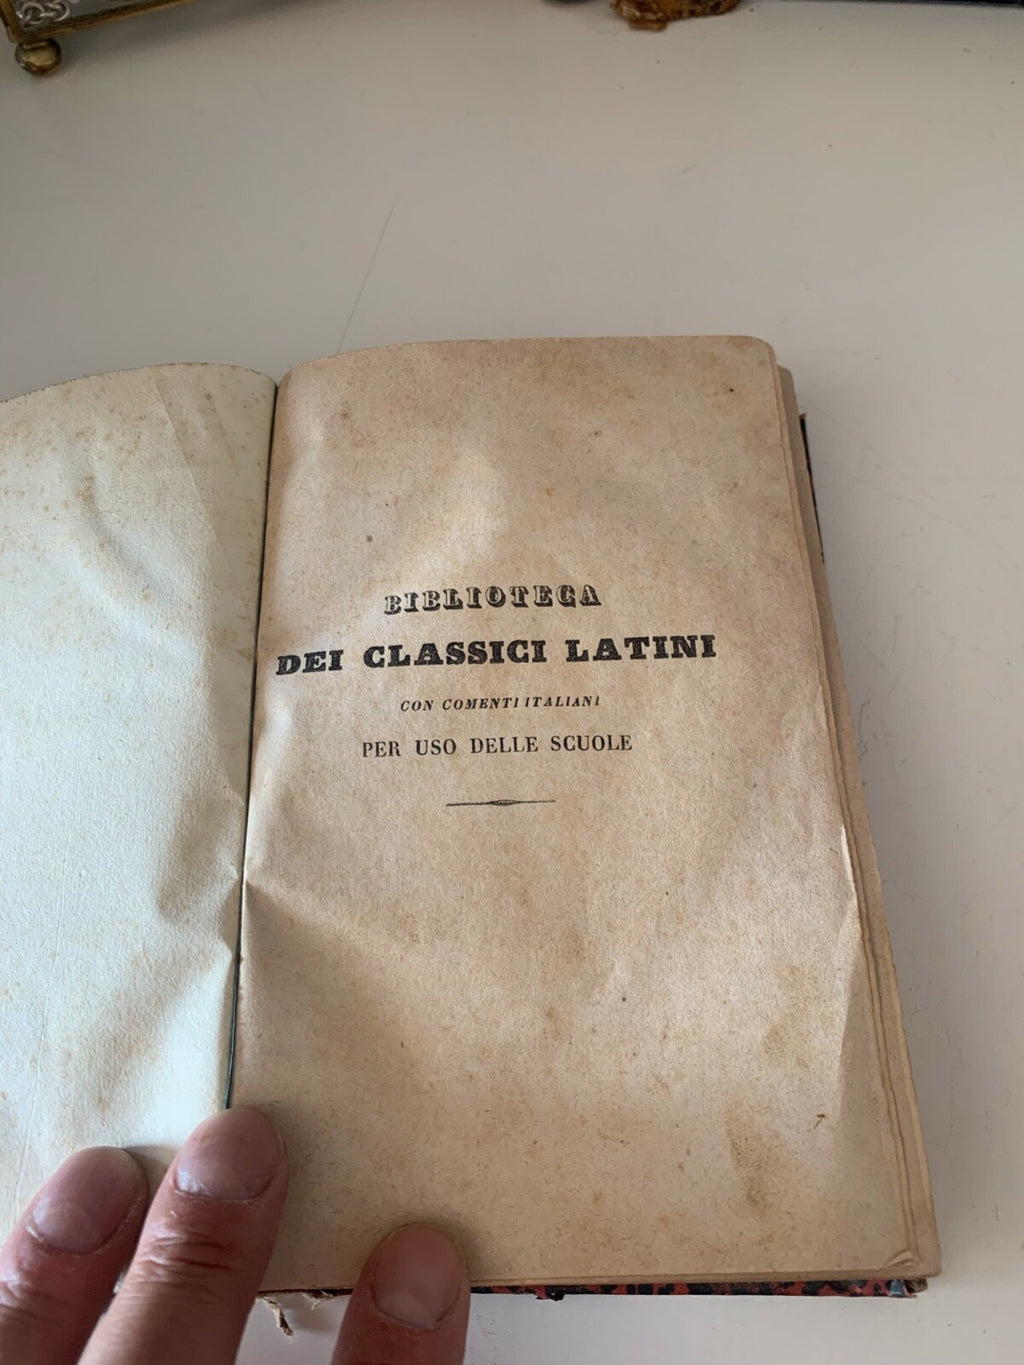 BIBLIOTECA
DEI CLASSICI LATINI
CON COMENTI ITALIANI
PER USO DELLE SCUOLE